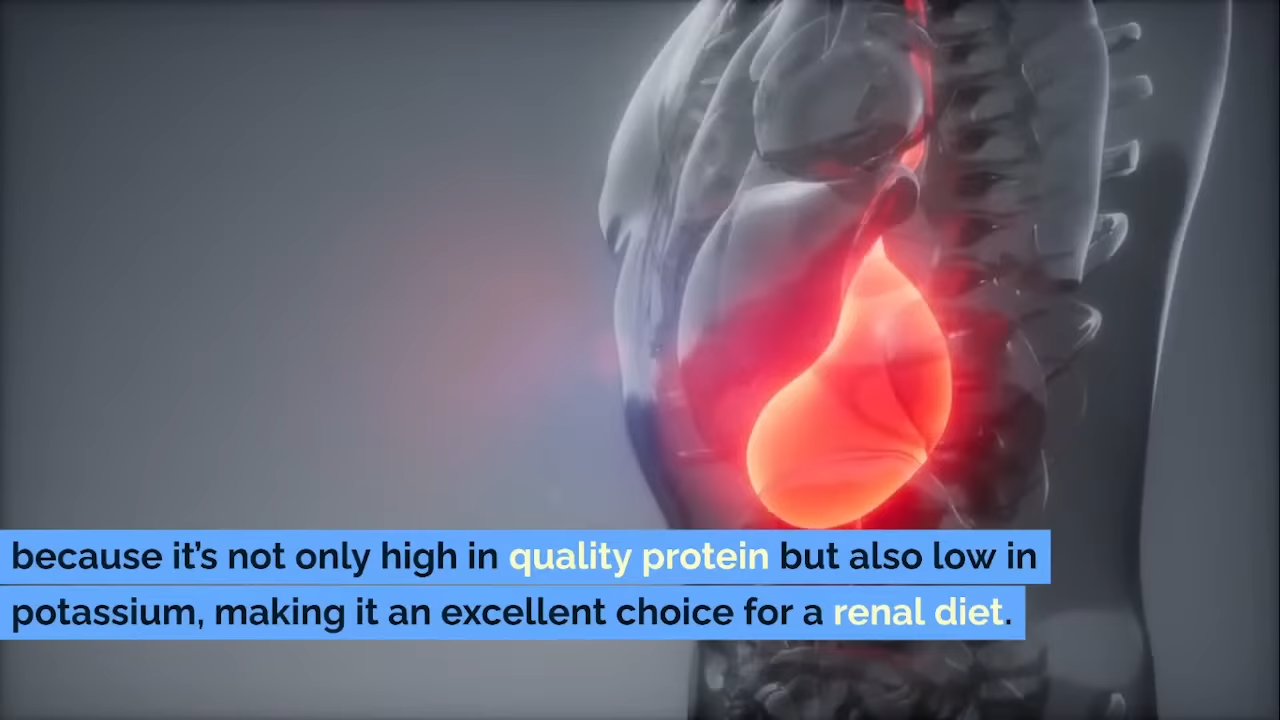 because it’s not only high in quality protein but also low in
potassium, making it an excellent choice for a renal diet.